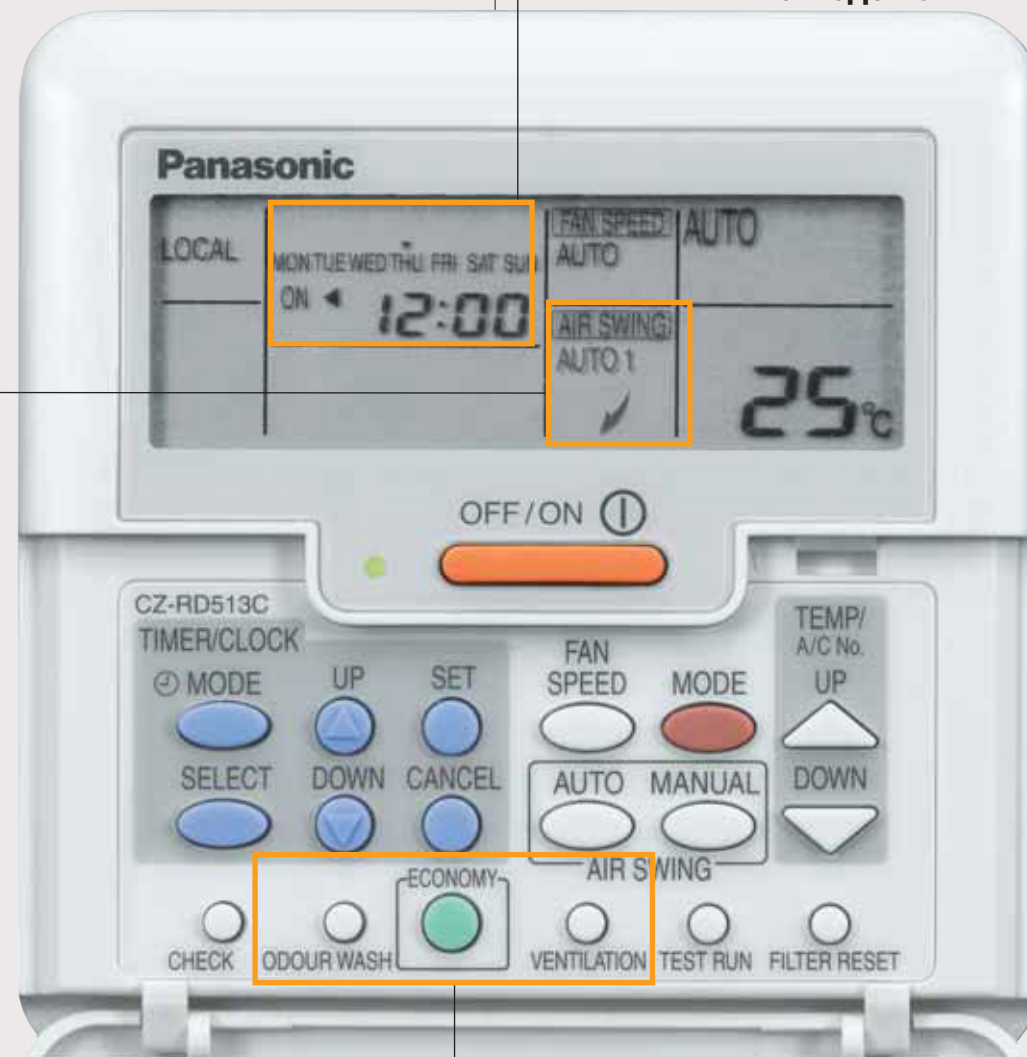 Panasonic
LOCAL
MON TUE WED THU FRI SAT SUN
ON 12:00
FAN SPEED
AUTO
AUTO
AIR SWING
AUTO 1
25°C
OFF/ON
CZ-RD513C
TIMER/CLOCK
MODE UP SET
SELECT DOWN CANCEL
FAN
SPEED MODE
AUTO MANUAL
AIR SWING
TEMP/
A/C No.
UP
DOWN
ECONOMY
CHECK ODOUR WASH VENTILATION TEST RUN FILTER RESET